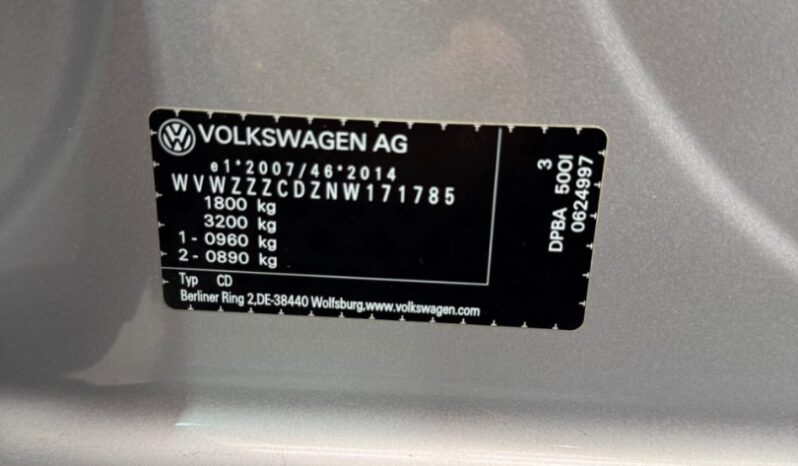 VOLKSWAGEN AG
e1*2007/46*2014
WVWZZZCDZNW171785
1800 kg
3200 kg
1 - 0960 kg
2 - 0890 kg
Typ CD
Berliner Ring 2,DE-38440 Wolfsburg,www.volkswagen.com
3
DPBA 500I
0624997